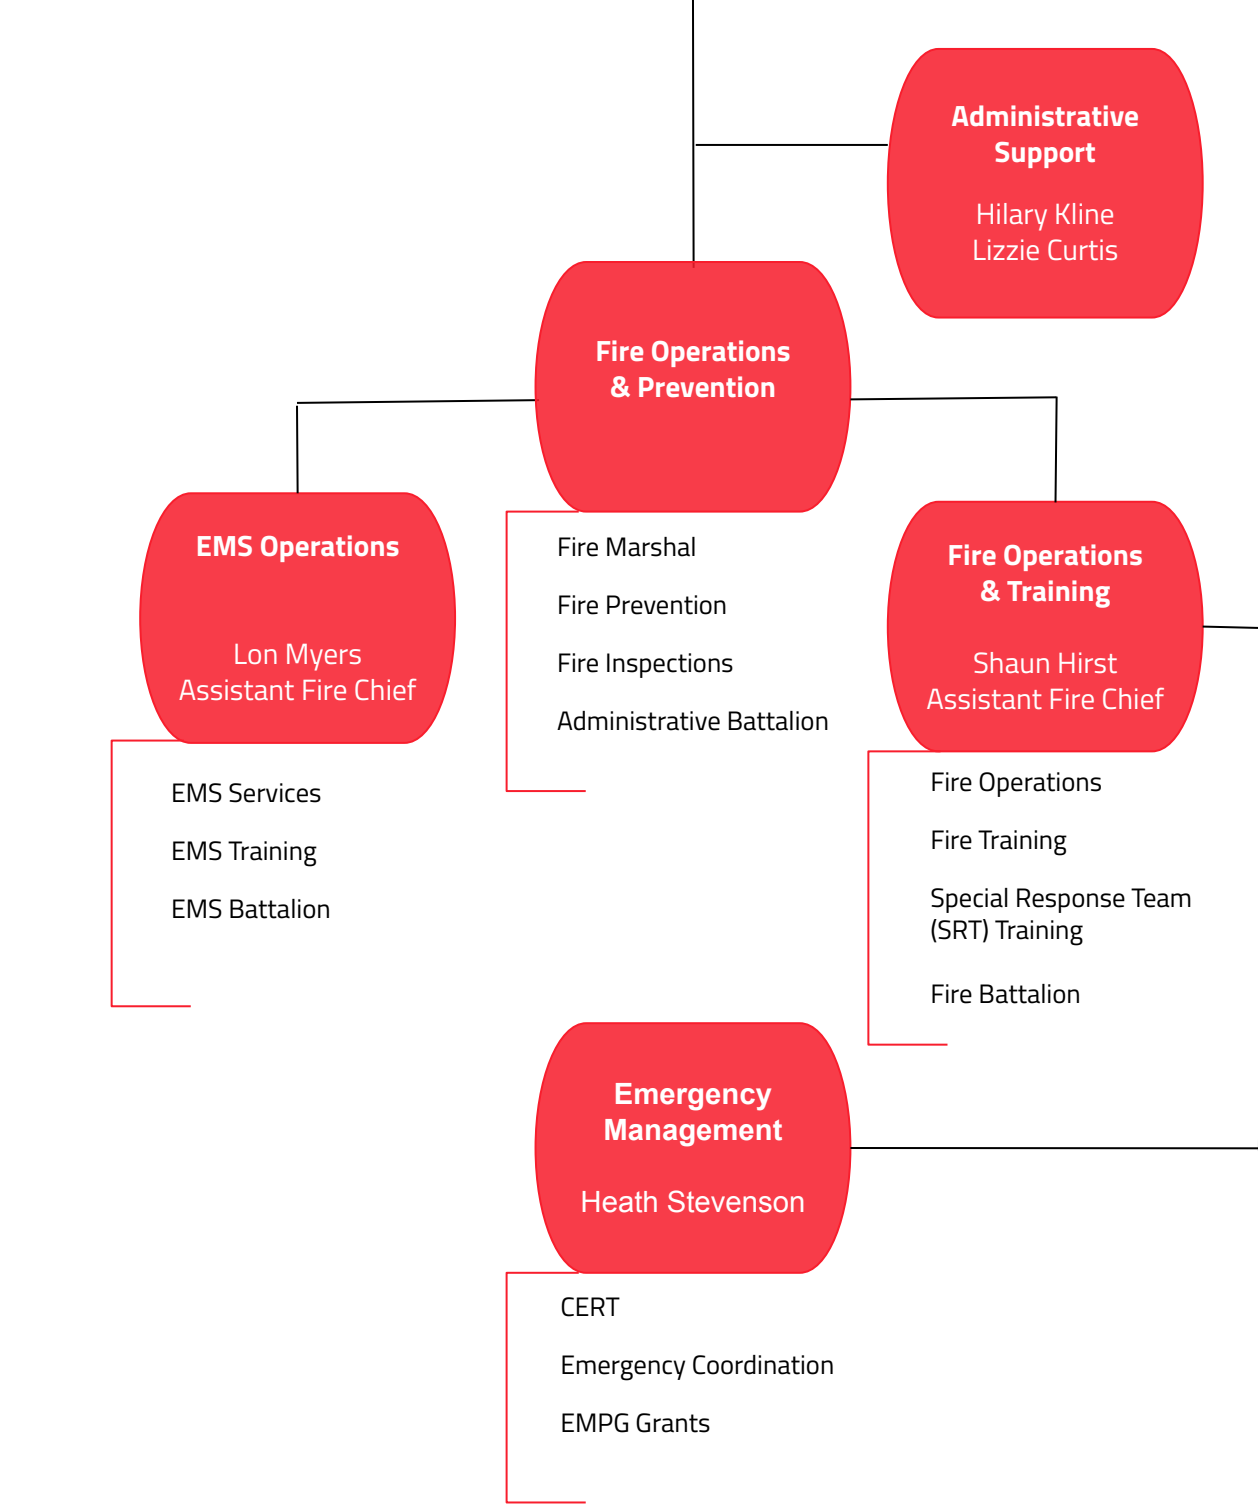 Administrative
Support
Hilary Kline
Lizzie Curtis
Fire Operations
& Prevention
Fire Marshal
Fire Prevention
Fire Inspections
Administrative Battalion
EMS Operations
Lon Myers
Assistant Fire Chief
EMS Services
EMS Training
EMS Battalion
Fire Operations
& Training
Shaun Hirst
Assistant Fire Chief
Fire Operations
Fire Training
Special Response Team
(SRT) Training
Fire Battalion
Emergency
Management
Heath Stevenson
CERT
Emergency Coordination
EMPG Grants